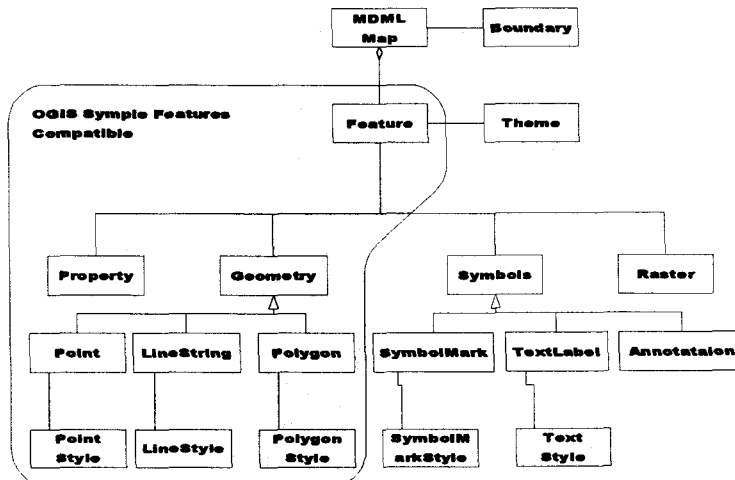 MDML
Map
Boundary
OGIS Symple Features
Compatible
Feature
Theme
Property
Geometry
Symbols
Raster
Point
LineString
Polygon
SymbolMark
TextLabel
Annotataion
Point
Style
LineStyle
Polygon
Style
SymbolM
arkStyle
Text
Style